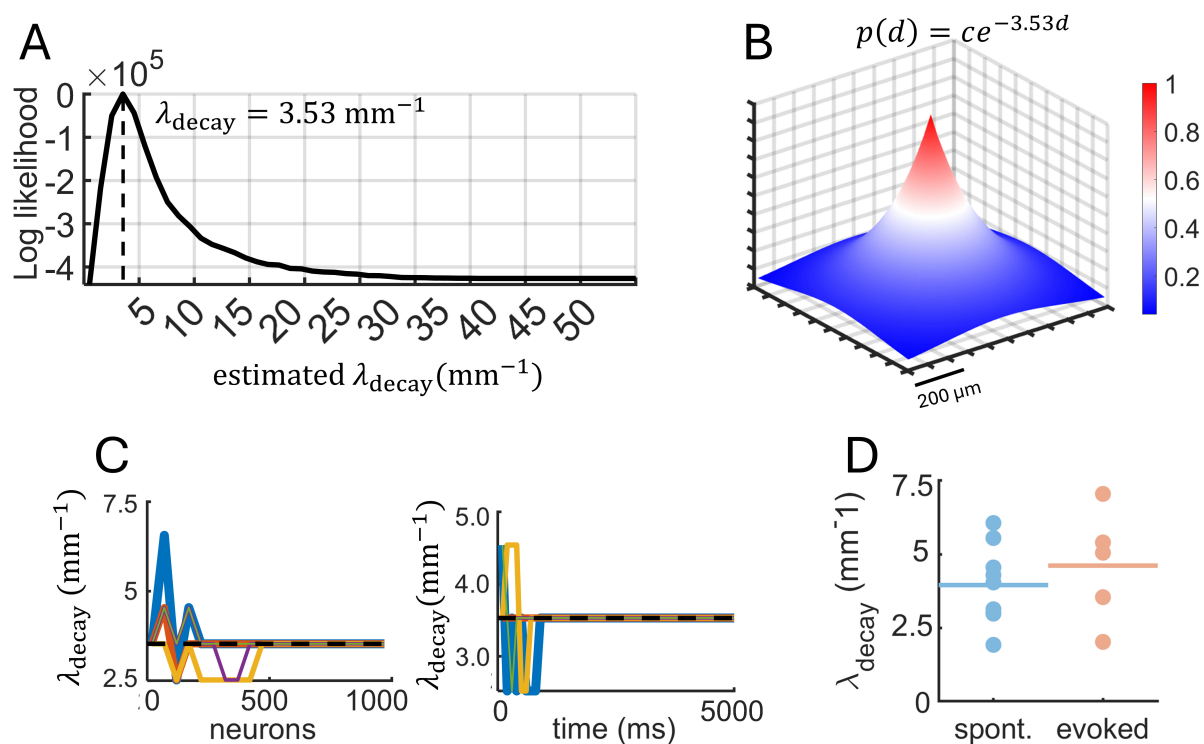 A
×10⁵
Log likelihood
0
-1
-2
-3
-4
λdecay = 3.53 mm⁻¹
5 10 15 20 25 30 35 40 45 50
estimated λdecay(mm⁻¹)
B
p(d) = ce⁻³·⁵³ᵈ
1
0.8
0.6
0.4
0.2
200 μm
C
λdecay (mm⁻¹)
7.5
5
2.5
0 500 1000
neurons
λdecay(mm⁻¹)
5.0
4.0
3.0
0 5000
time (ms)
D
λdecay (mm⁻1)
7.5
5
2.5
0
spont. evoked